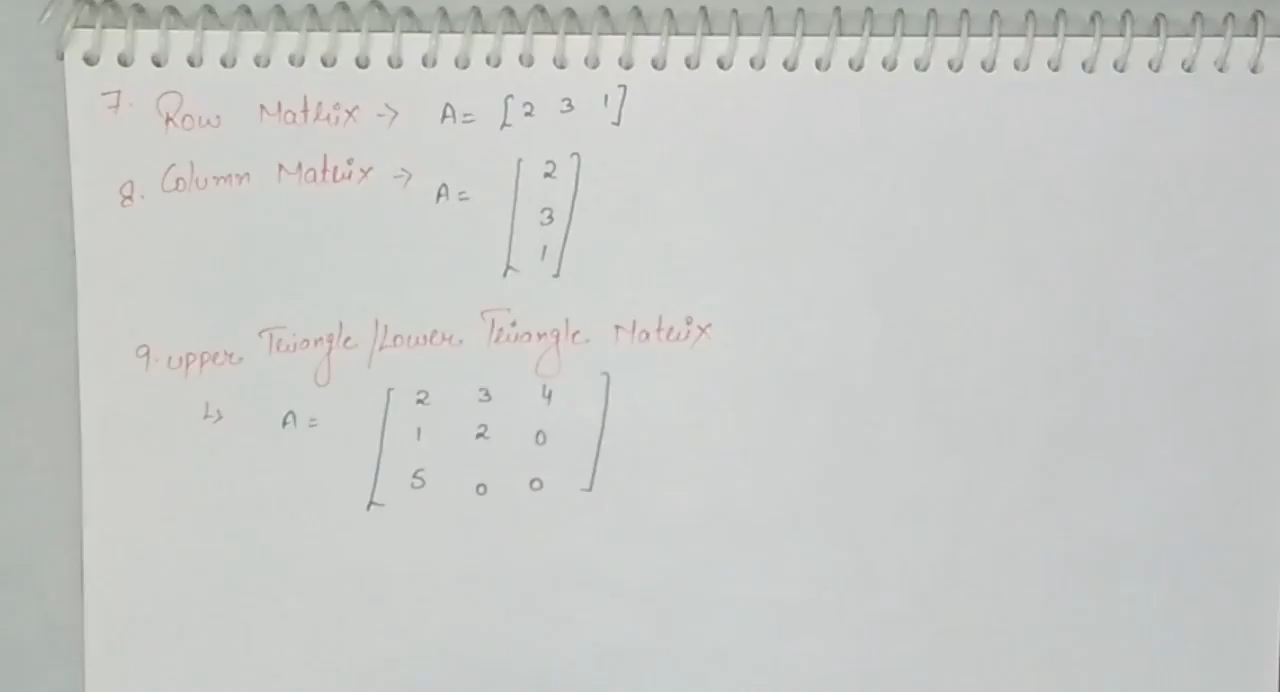 7. Row Matrix → A = [2 3 1]
8. Column Matrix → A = [2
3
1]
9. upper Triangle / Lower Triangle Matrix
↳ A = [2 3 4
1 2 0
5 0 0]